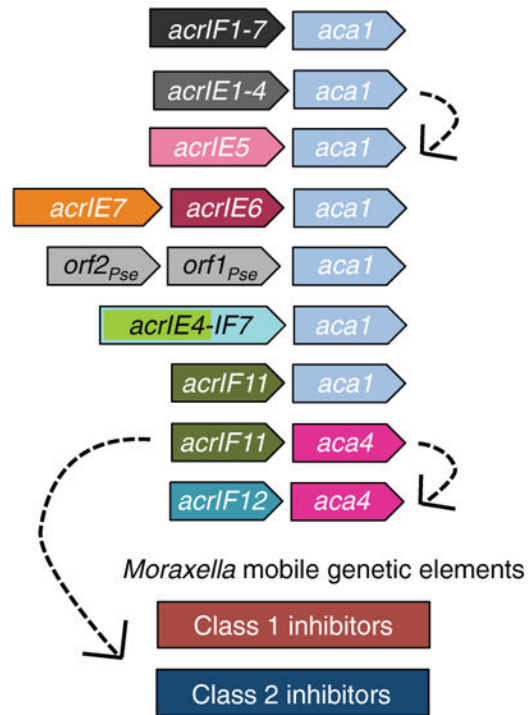 acrIF1-7 aca1
acrIE1-4 aca1
acrIE5 aca1
acrIE7 acrIE6 aca1
orf2Pse orf1Pse aca1
acrIE4-IF7 aca1
acrIF11 aca1
acrIF11 aca4
acrIF12 aca4
Moraxella mobile genetic elements
Class 1 inhibitors
Class 2 inhibitors